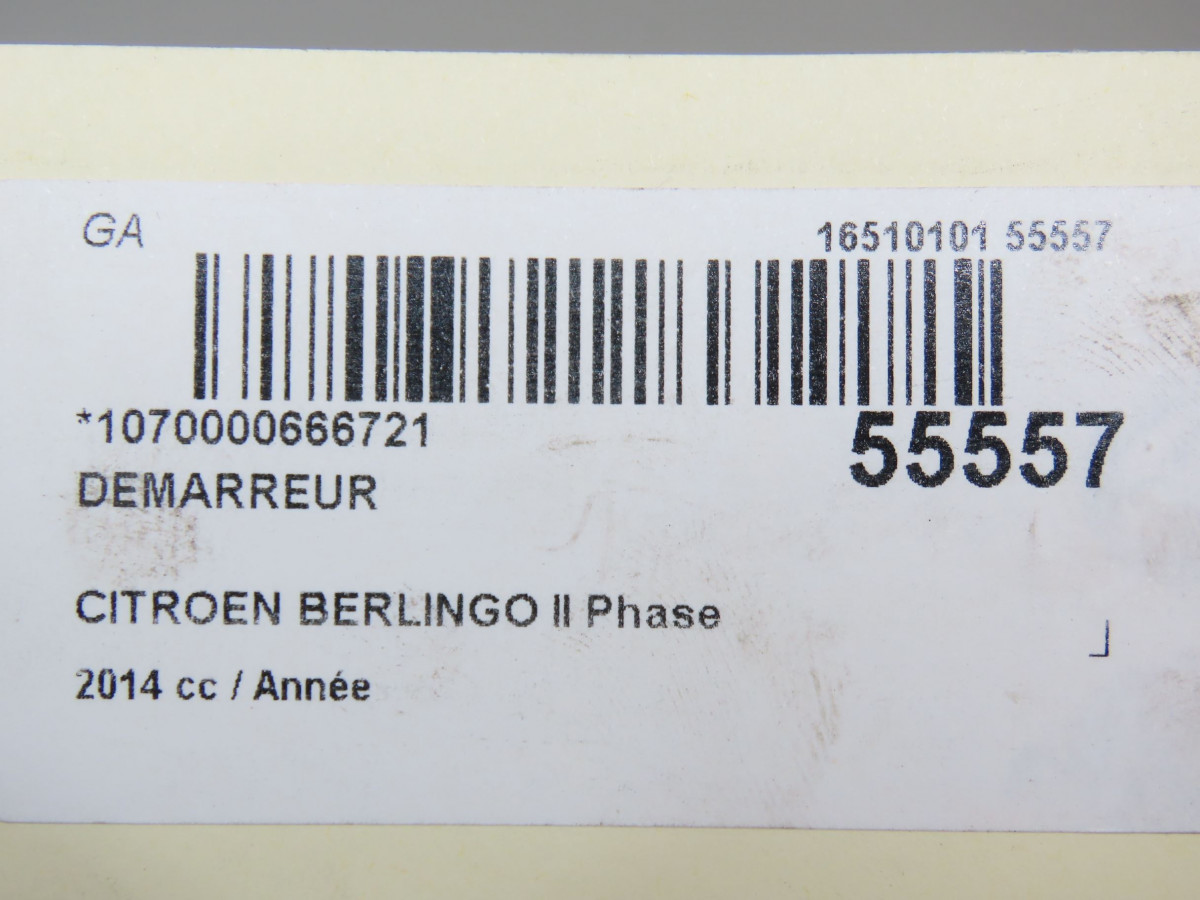 GA
16510101 55557
*1070000666721
55557
DEMARREUR
CITROEN BERLINGO II Phase
2014 cc / Année